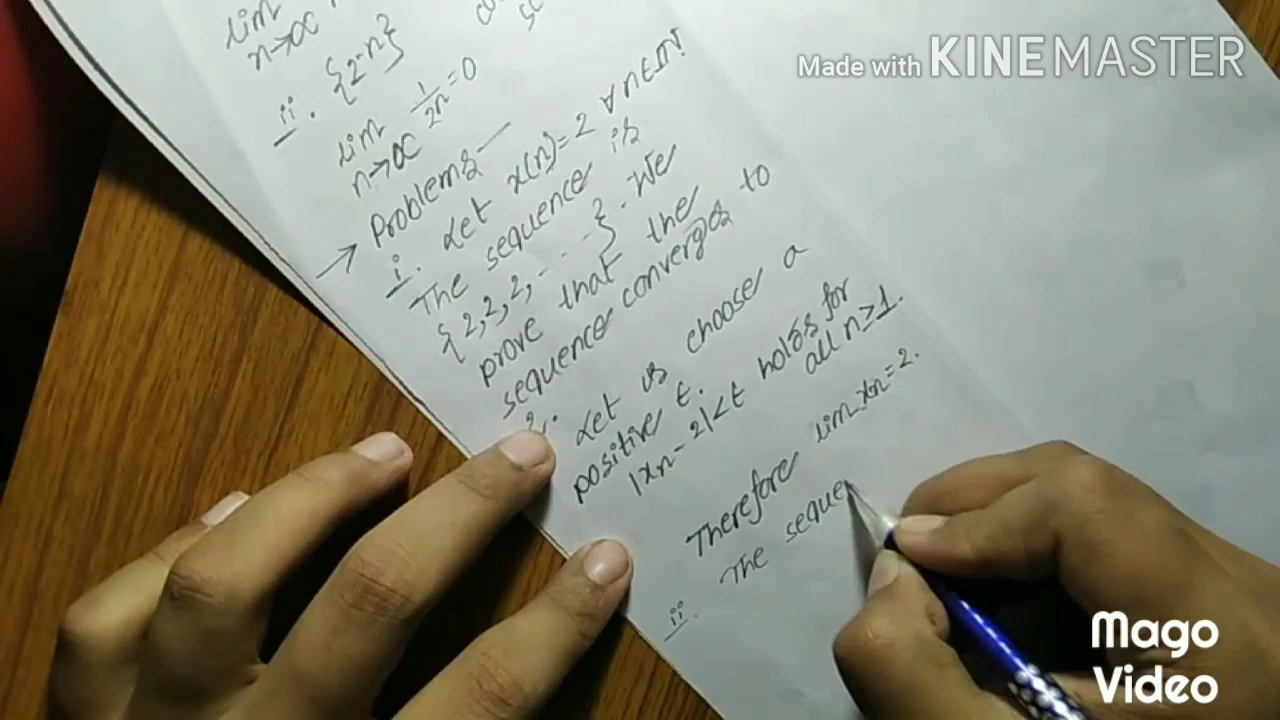 lim
n→∞
ii. {2^-n}
lim 1/2n = 0
n→∞
→ Problems—
i. Let x(n) = 2 ∀ n ∈ IN
The sequence is
{2,2,2,....}. We
prove that the
sequence converges to
2. Let us choose a
positive ε.
|xn - 2| < ε holds for
all n ≥ 1.
Therefore lim xn = 2.
ii. The seque
Made with KINEMASTER
Mago
Video